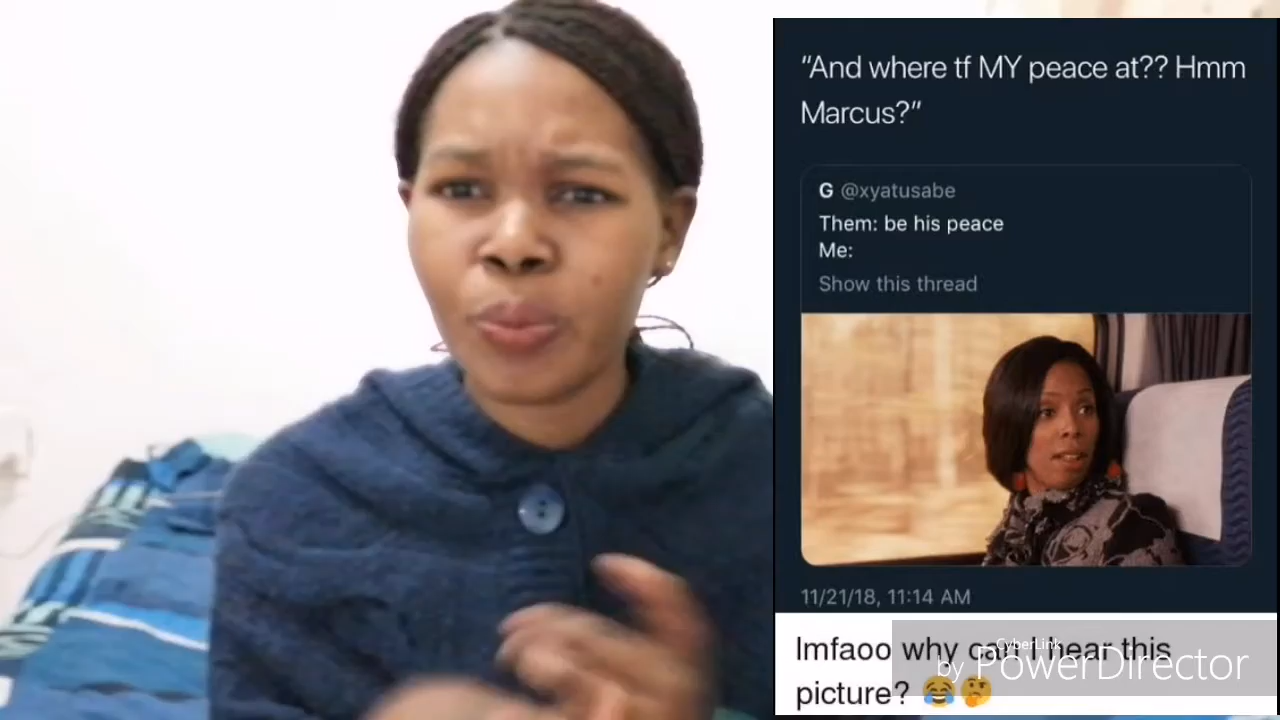 “And where tf MY peace at?? Hmm
Marcus?”
G @xyatusabe
Them: be his peace
Me:
Show this thread
11/21/18, 11:14 AM
lmfaoo why can I hear this
picture? 😂🤔
CyberLink
by PowerDirector